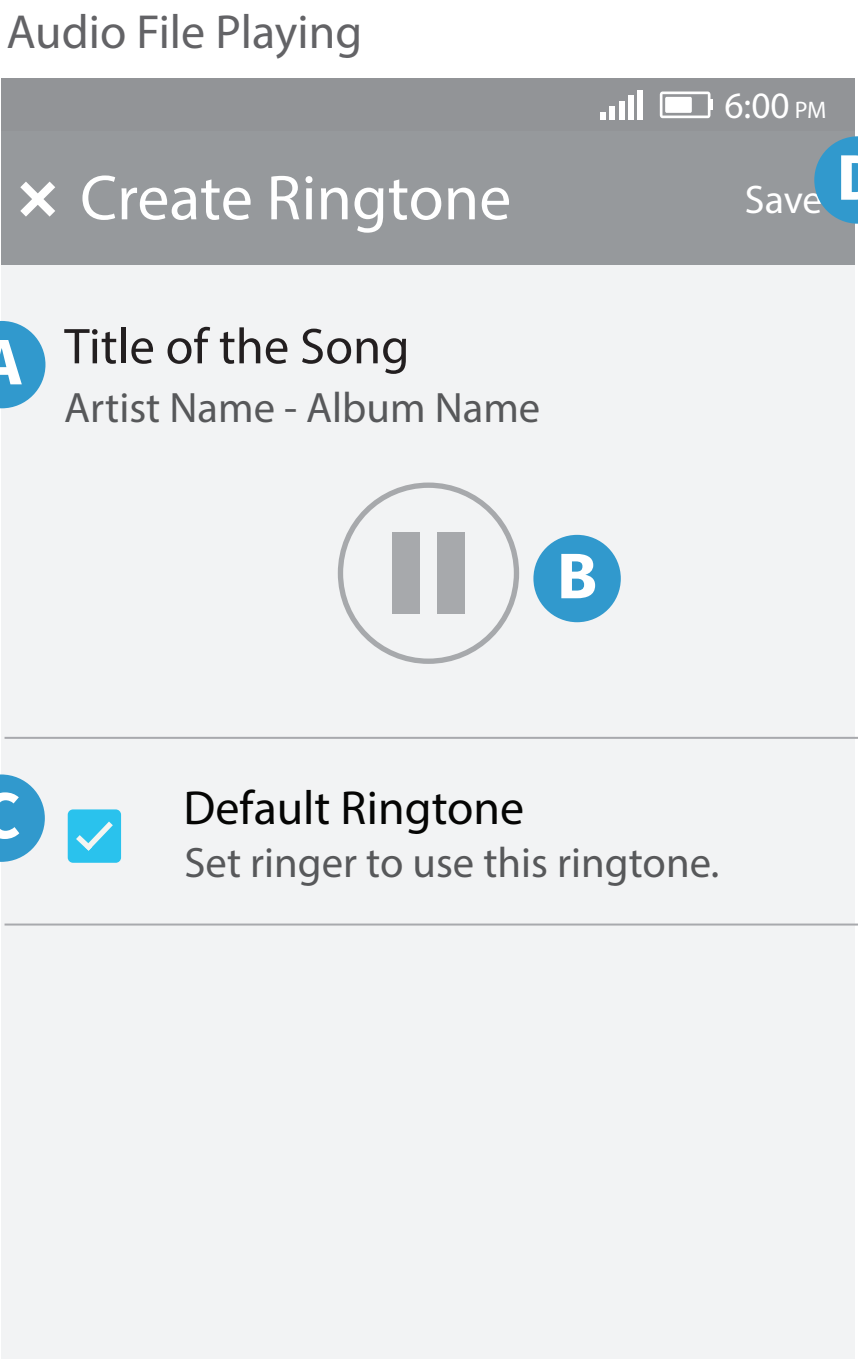 Audio File Playing
6:00 PM
× Create Ringtone
Save
D
A
Title of the Song
Artist Name - Album Name
B
C
Default Ringtone
Set ringer to use this ringtone.